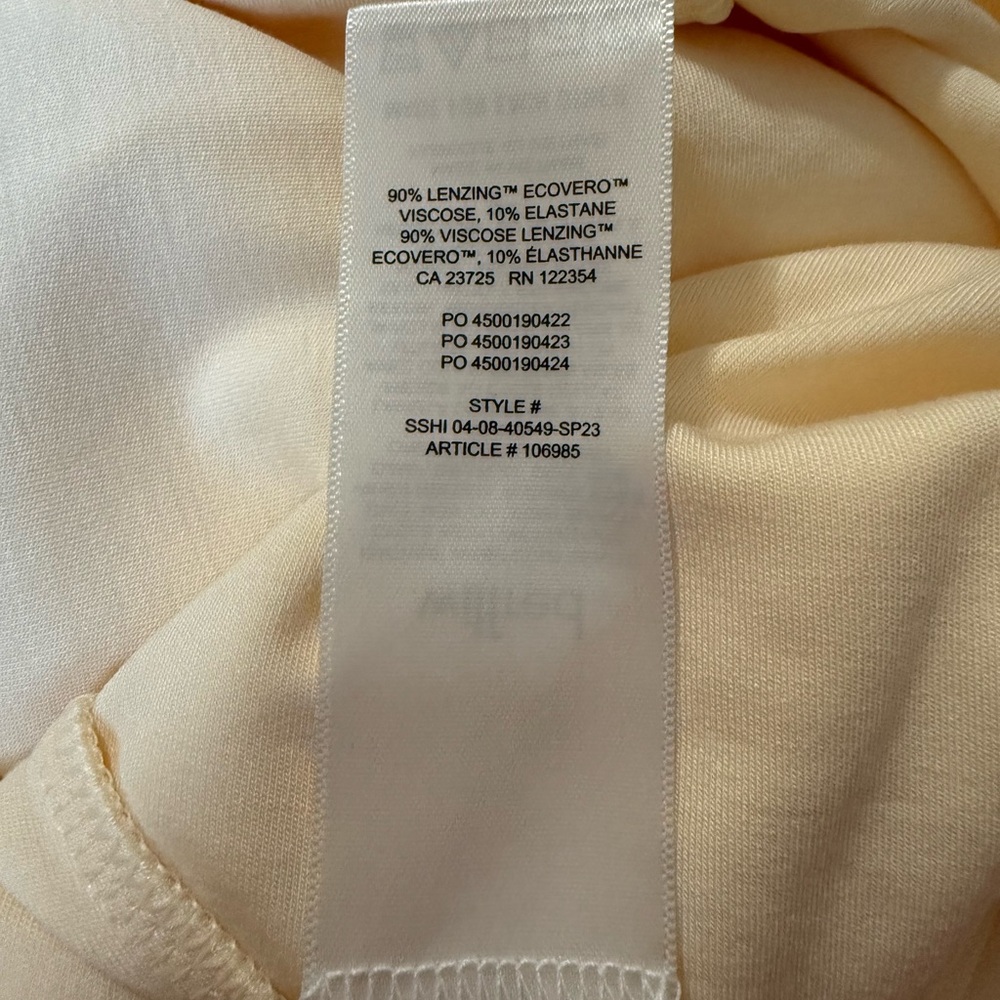 90% LENZING™ ECOVERO™
VISCOSE, 10% ELASTANE
90% VISCOSE LENZING™
ECOVERO™, 10% ÉLASTHANNE
CA 23725 RN 122354
PO 4500190422
PO 4500190423
PO 4500190424
STYLE #
SSHI 04-08-40549-SP23
ARTICLE # 106985
wilfred